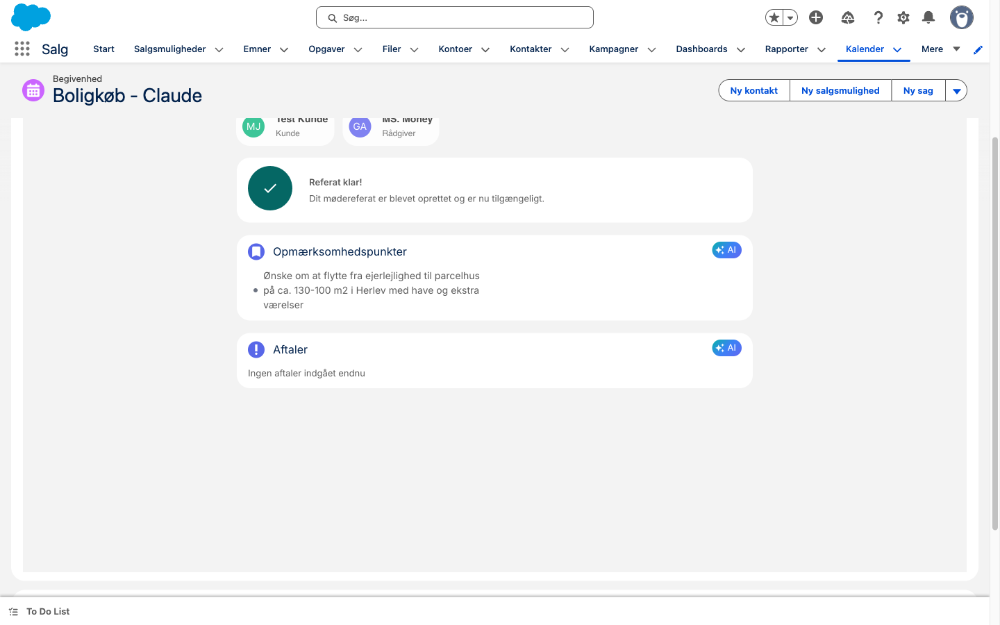 Søg...
Salg
Start
Salgsmuligheder
Emner
Opgaver
Filer
Kontoer
Kontakter
Kampagner
Dashboards
Rapporter
Kalender
Mere
Begivenhed
Boligkøb - Claude
Ny kontakt
Ny salgsmulighed
Ny sag
MJ
Test Kunde
Kunde
GA
MS. Money
Rådgiver
Referat klar!
Dit mødereferat er blevet oprettet og er nu tilgængeligt.
Opmærksomhedspunkter
AI
Ønske om at flytte fra ejerlejlighed til parcelhus
på ca. 130-100 m2 i Herlev med have og ekstra
værelser
Aftaler
AI
Ingen aftaler indgået endnu
To Do List